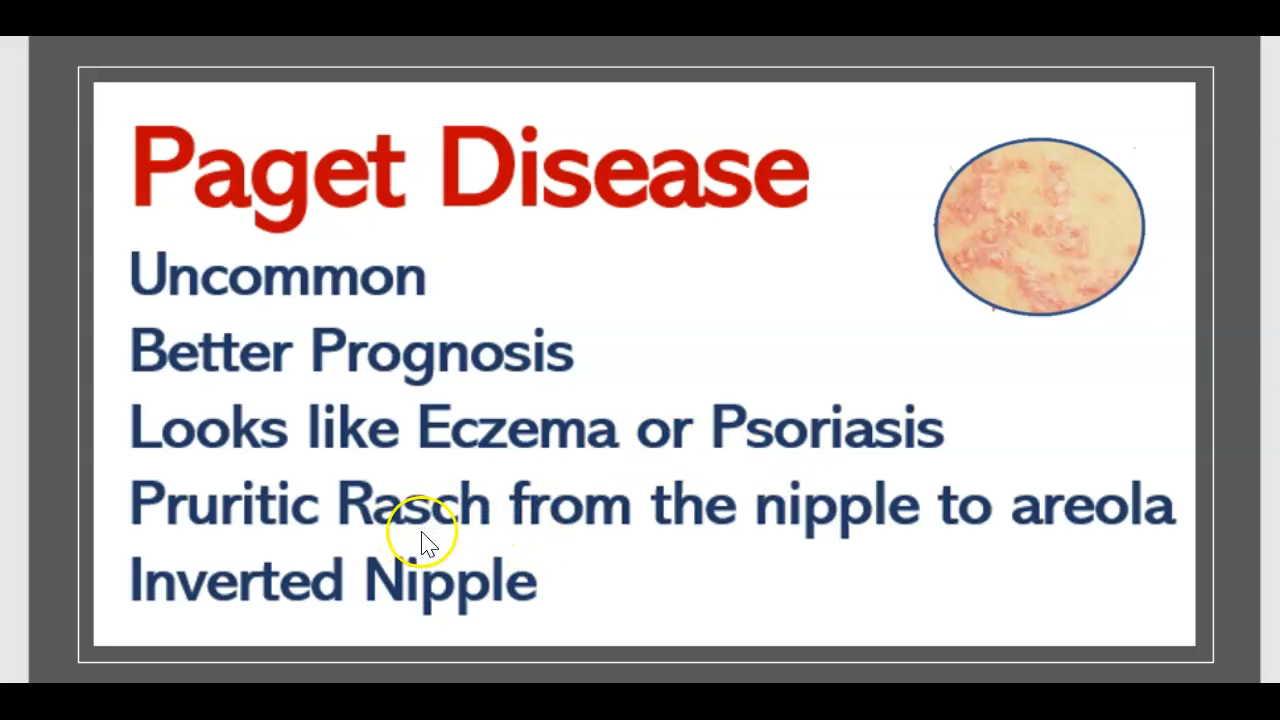 Paget Disease
Uncommon
Better Prognosis
Looks like Eczema or Psoriasis
Pruritic Rasch from the nipple to areola
Inverted Nipple